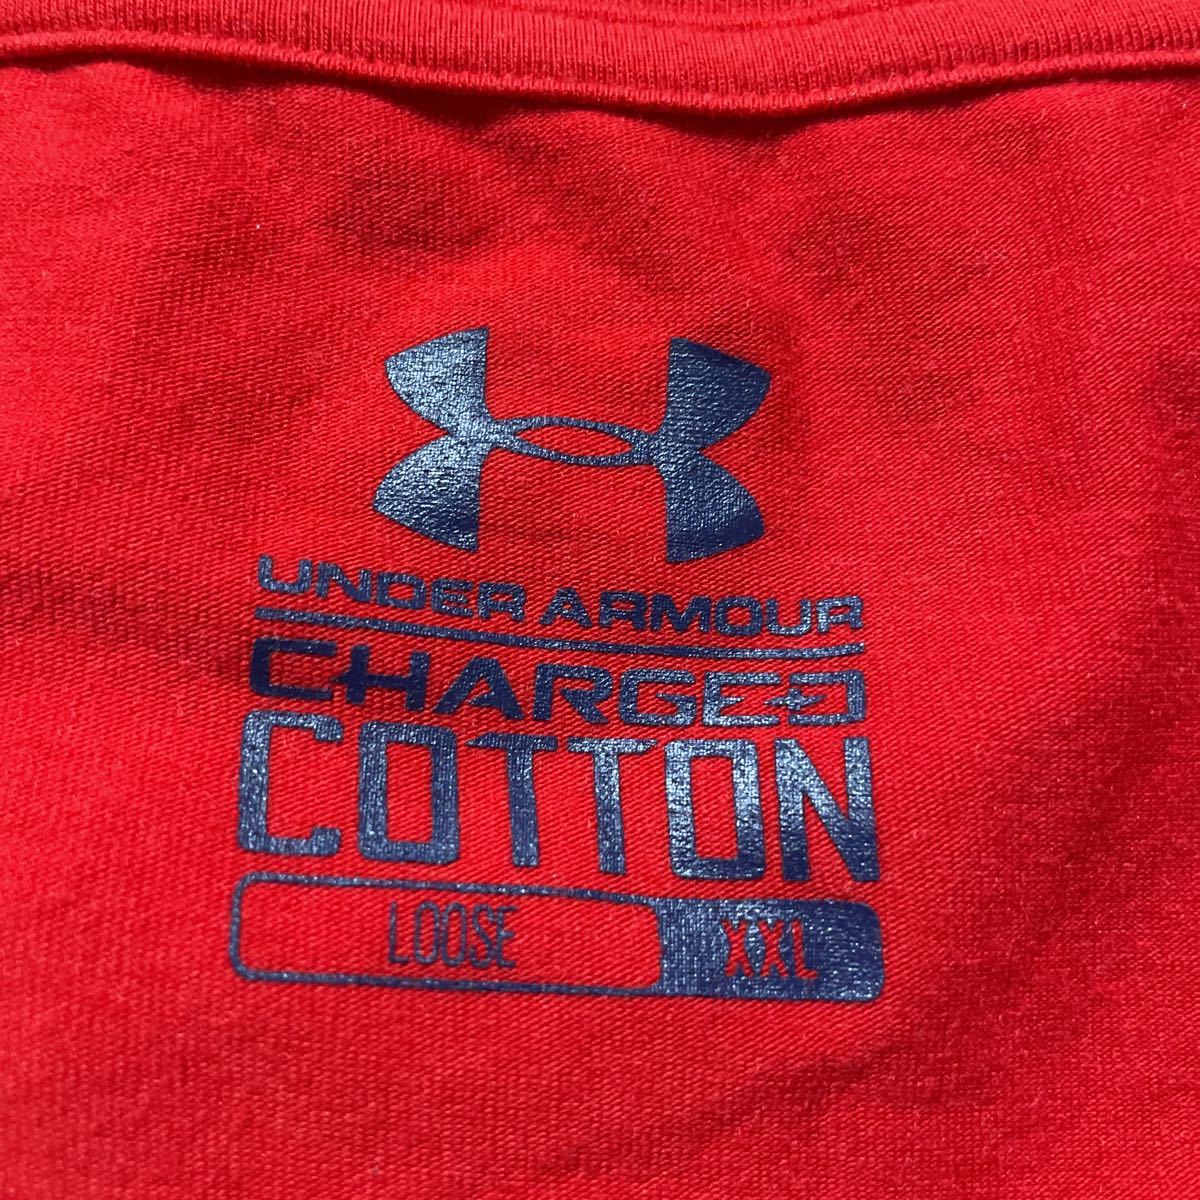 UNDER ARMOUR
CHARGED
COTTON
LOOSE XXL